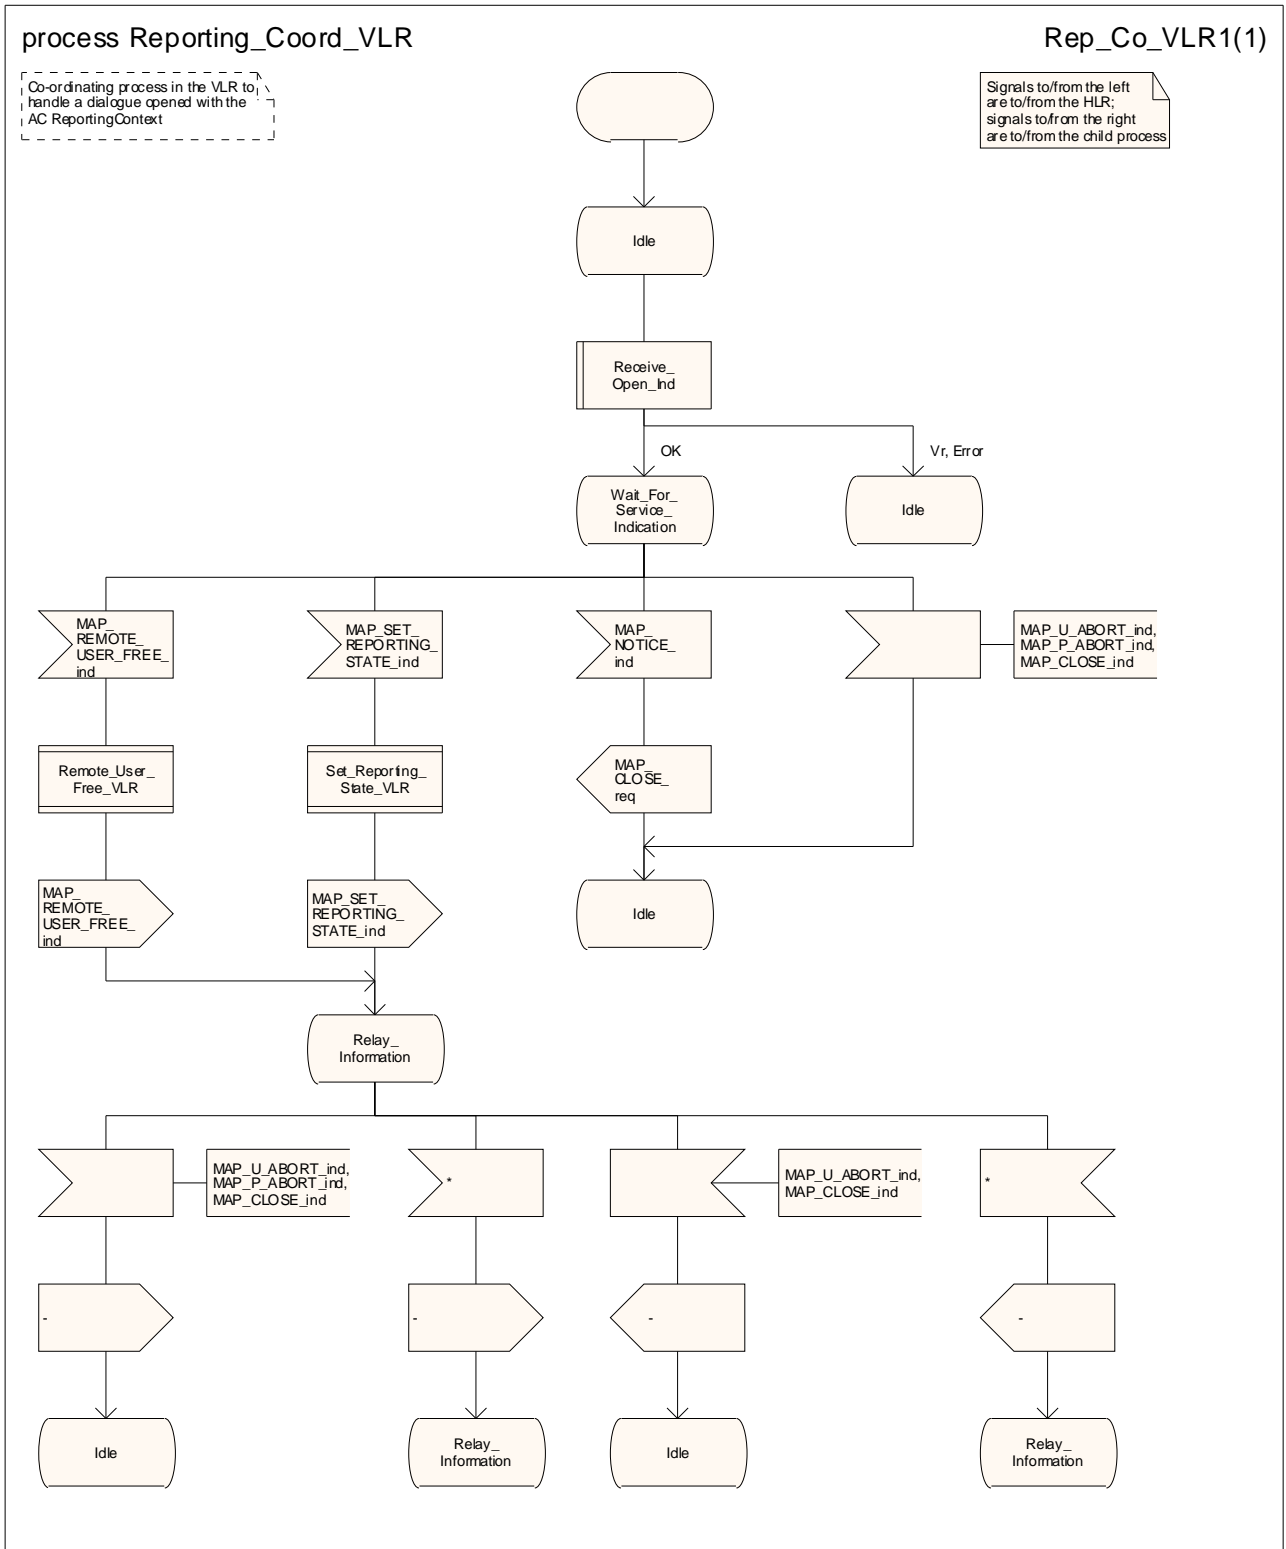 process Reporting_Coord_VLR
Rep_Co_VLR1(1)
Co-ordinating process in the VLR to
handle a dialogue opened with the
AC ReportingContext
Signals to/from the left
are to/from the HLR;
signals to/from the right
are to/from the child process
Idle
Receive_
Open_Ind
OK
Vr, Error
Wait_For_
Service_
Indication
Idle
MAP_
REMOTE_
USER_FREE_
ind
MAP_SET_
REPORTING_
STATE_ind
MAP_
NOTICE_
ind
MAP_U_ABORT_ind,
MAP_P_ABORT_ind,
MAP_CLOSE_ind
Remote_User_
Free_VLR
Set_Reporting_
State_VLR
MAP_
CLOSE_
req
MAP_
REMOTE_
USER_FREE_
ind
MAP_SET_
REPORTING_
STATE_ind
Idle
Relay_
Information
MAP_U_ABORT_ind,
MAP_P_ABORT_ind,
MAP_CLOSE_ind
*
MAP_U_ABORT_ind,
MAP_CLOSE_ind
*
-
-
-
-
Idle
Relay_
Information
Idle
Relay_
Information